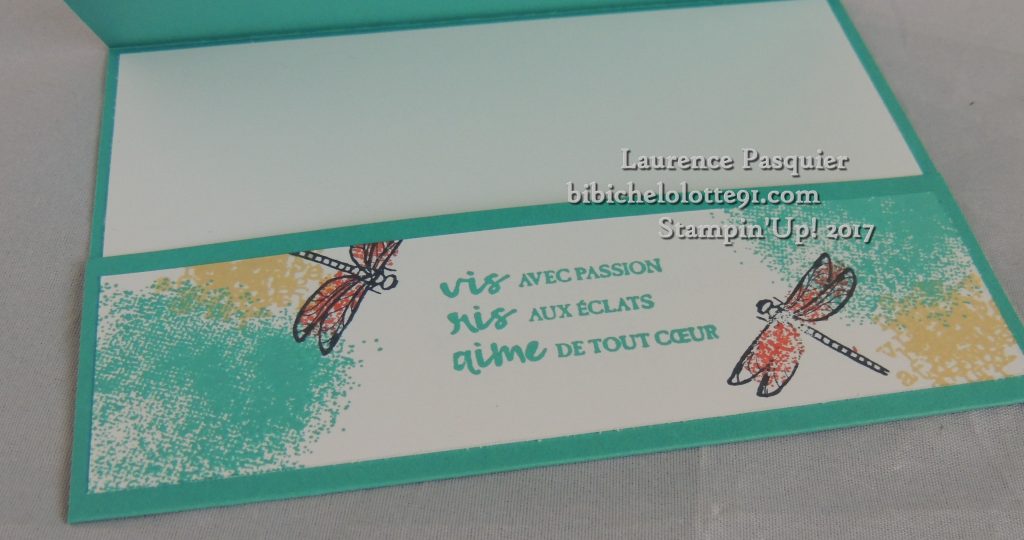 Laurence Pasquier
bibichelolotte91.com
Stampin'Up! 2017
vis AVEC PASSION
ris AUX ÉCLATS
aime DE TOUT CŒUR